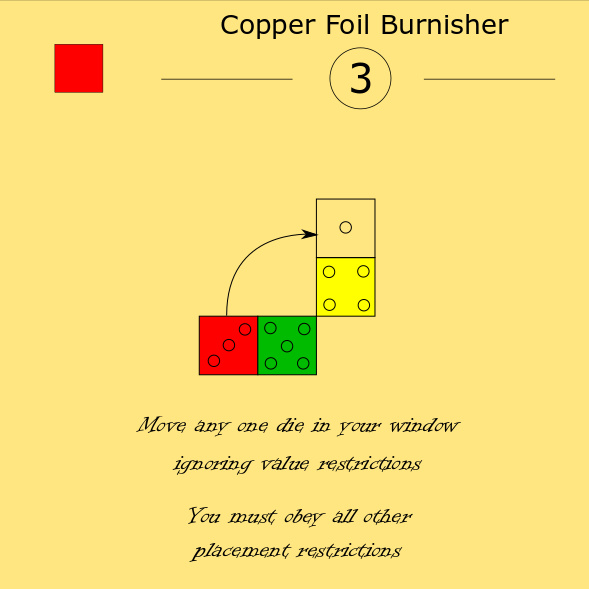 Copper Foil Burnisher
3
Move any one die in your window
ignoring value restrictions
You must obey all other
placement restrictions